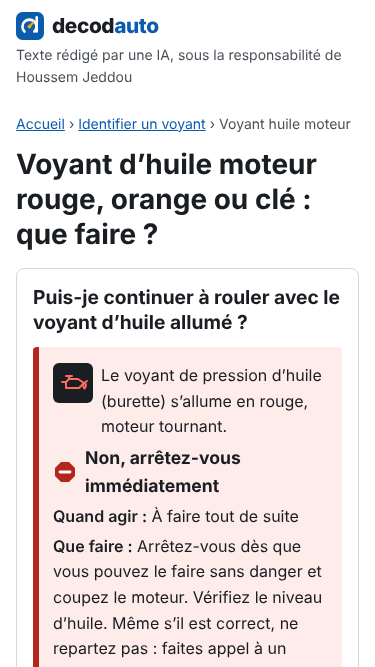 decodauto
Texte rédigé par une IA, sous la responsabilité de
Houssem Jeddou
Accueil › Identifier un voyant › Voyant huile moteur
Voyant d’huile moteur
rouge, orange ou clé :
que faire ?
Puis-je continuer à rouler avec le
voyant d’huile allumé ?
Le voyant de pression d’huile
(burette) s’allume en rouge,
moteur tournant.
Non, arrêtez-vous
immédiatement
Quand agir : À faire tout de suite
Que faire : Arrêtez-vous dès que
vous pouvez le faire sans danger et
coupez le moteur. Vérifiez le niveau
d’huile. Même s’il est correct, ne
repartez pas : faites appel à un